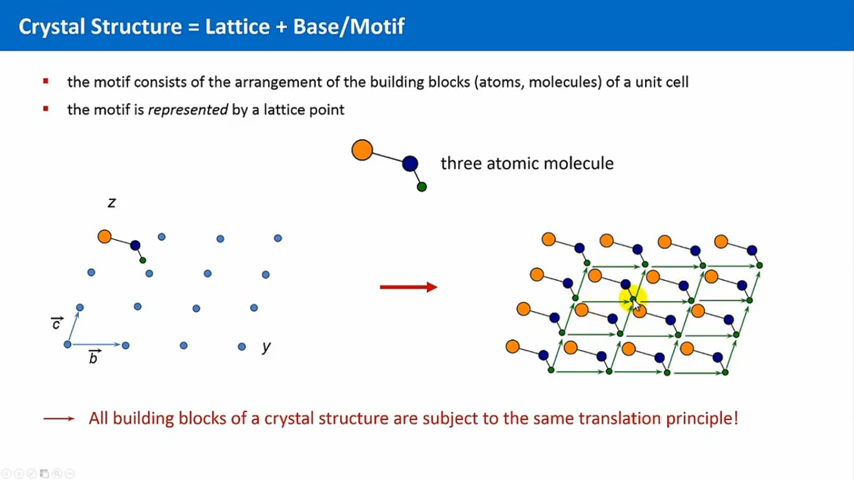 Crystal Structure = Lattice + Base/Motif
the motif consists of the arrangement of the building blocks (atoms, molecules) of a unit cell
the motif is represented by a lattice point
three atomic molecule
z
c
b
y
All building blocks of a crystal structure are subject to the same translation principle!